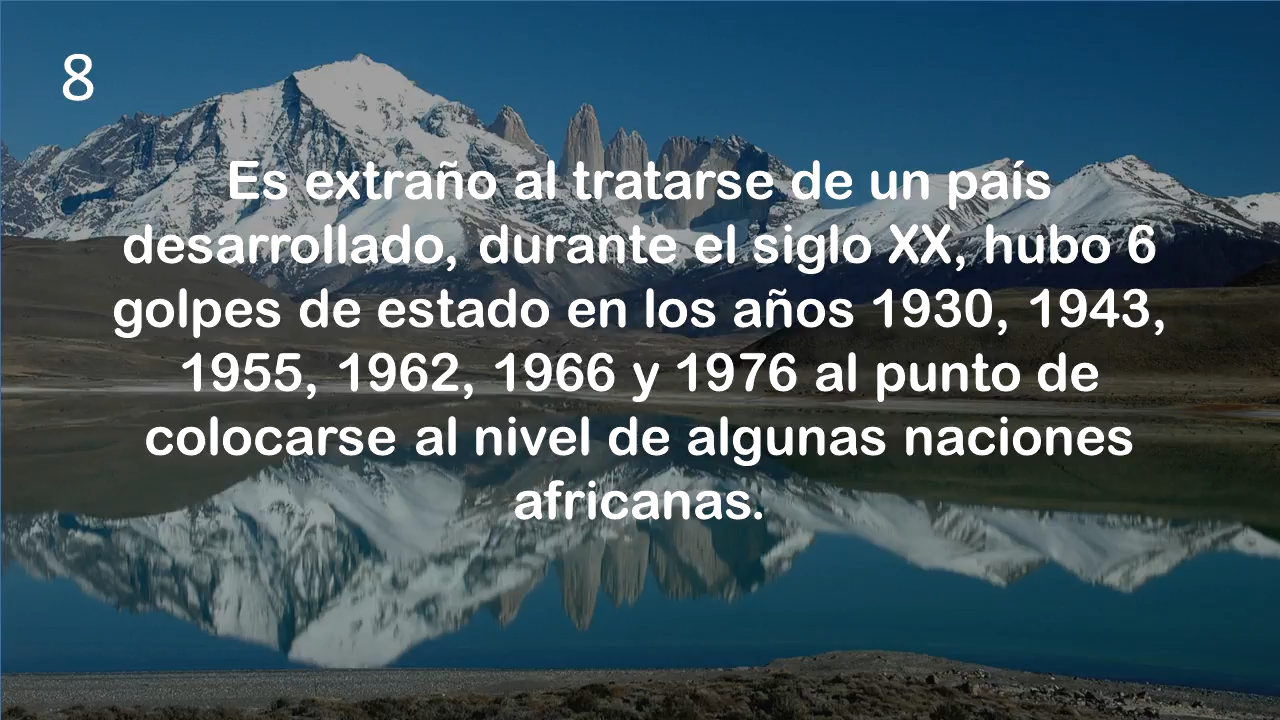 8
Es extraño al tratarse de un país
desarrollado, durante el siglo XX, hubo 6
golpes de estado en los años 1930, 1943,
1955, 1962, 1966 y 1976 al punto de
colocarse al nivel de algunas naciones
africanas.